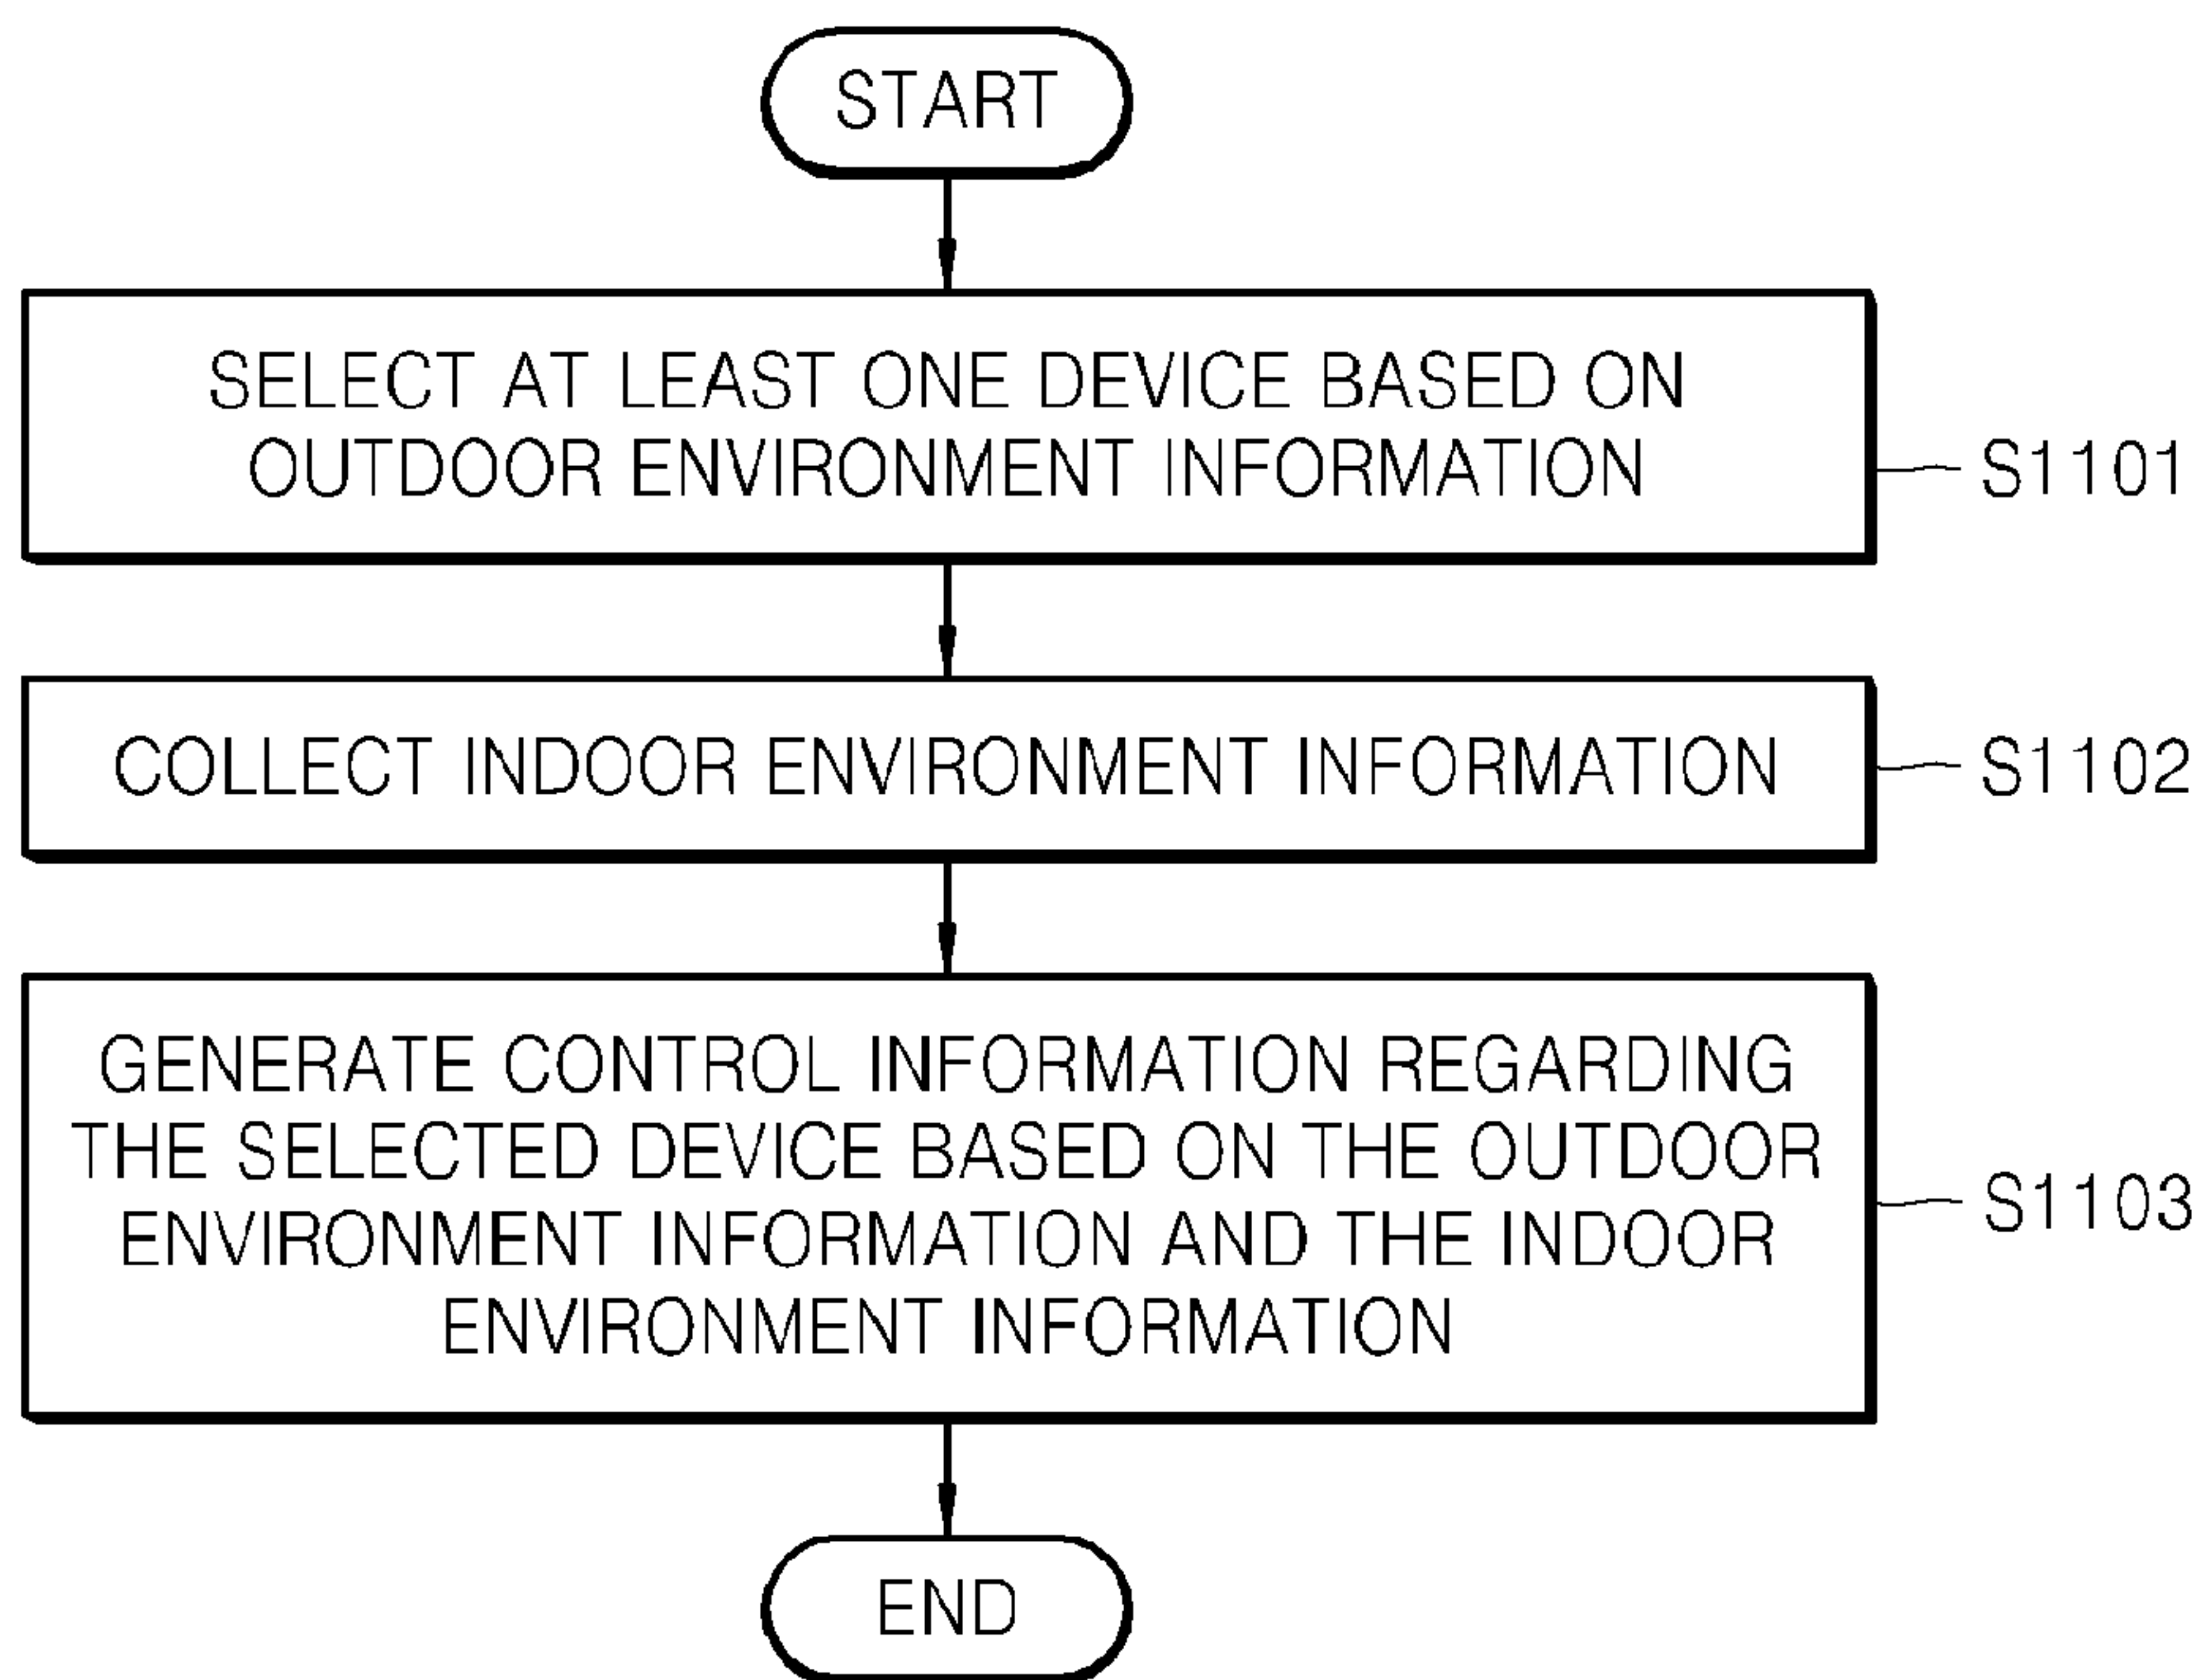 START
SELECT AT LEAST ONE DEVICE BASED ON
OUTDOOR ENVIRONMENT INFORMATION
S1101
COLLECT INDOOR ENVIRONMENT INFORMATION
S1102
GENERATE CONTROL INFORMATION REGARDING
THE SELECTED DEVICE BASED ON THE OUTDOOR
ENVIRONMENT INFORMATION AND THE INDOOR
ENVIRONMENT INFORMATION
S1103
END